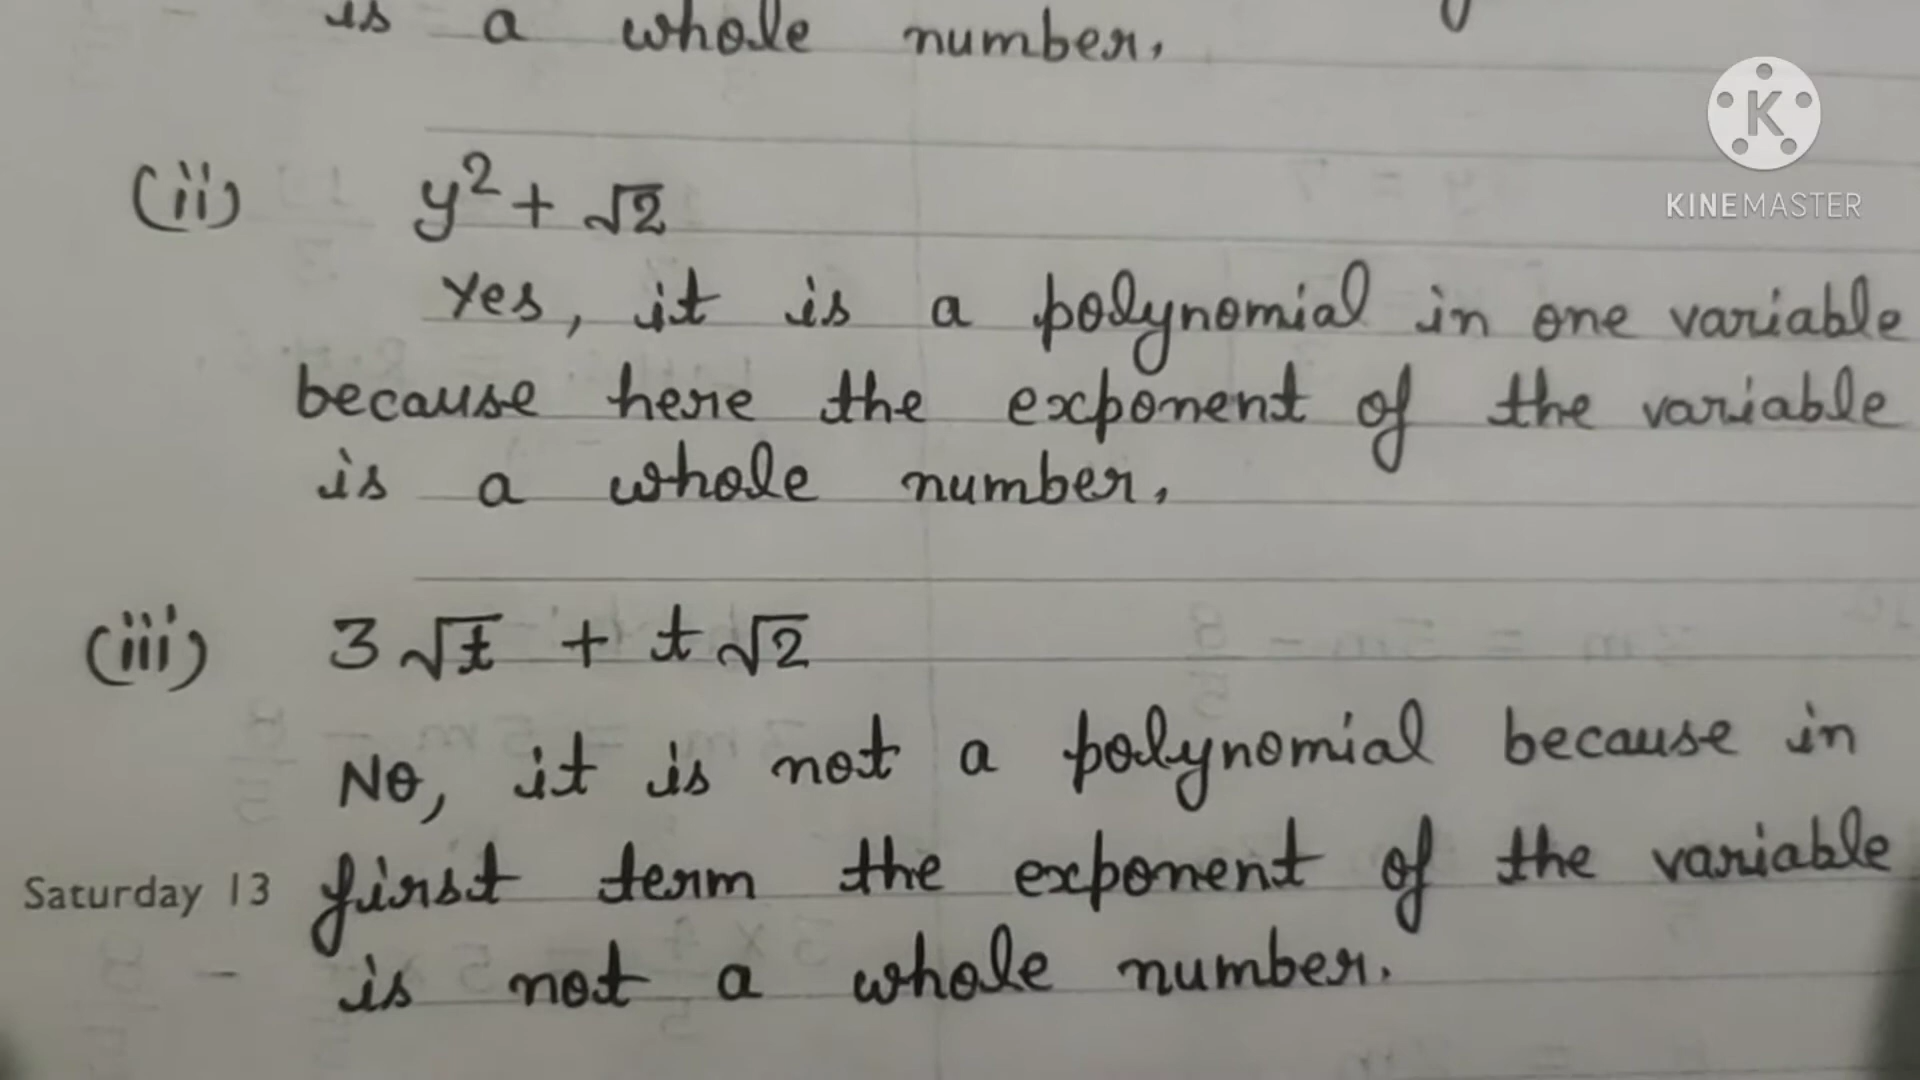 is a whole number.
K
KINEMASTER
(ii) y² + √2
Yes, it is a polynomial in one variable
because here the exponent of the variable
is a whole number.
(iii) 3√t + t√2
No, it is not a polynomial because in
Saturday 13 first term the exponent of the variable
is not a whole number.